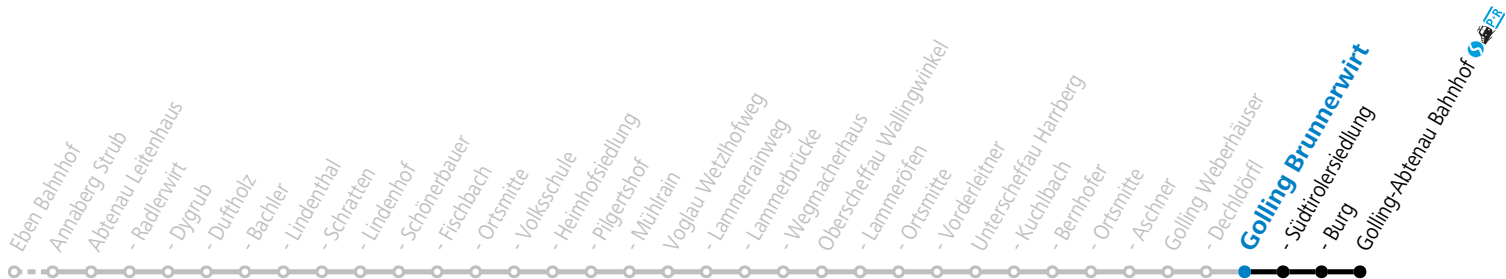 Eben Bahnhof
Annaberg Strub
Abtenau Leitenhaus
- Radlerwirt
- Dygrub
- Duftholz
- Bachler
- Lindenthal
- Schratten
- Lindenhof
- Schönerbauer
- Fischbach
- Ortsmitte
- Volksschule
- Heimhofsiedlung
- Pilgertshof
- Mühlrain
Voglau Wetzlhofweg
- Lammerrainweg
- Lammerbrücke
- Wegmacherhaus
Oberscheffau Wallingwinkel
- Lammeröfen
- Ortsmitte
- Vorderleitner
Unterscheffau Harrberg
- Kuchlbach
- Bernhofer
- Ortsmitte
- Aschner
Golling Weberhäuser
- Dechldörfl
Golling Brunnerwirt
- Südtirolersiedlung
- Burg
Golling-Abtenau Bahnhof
P-R